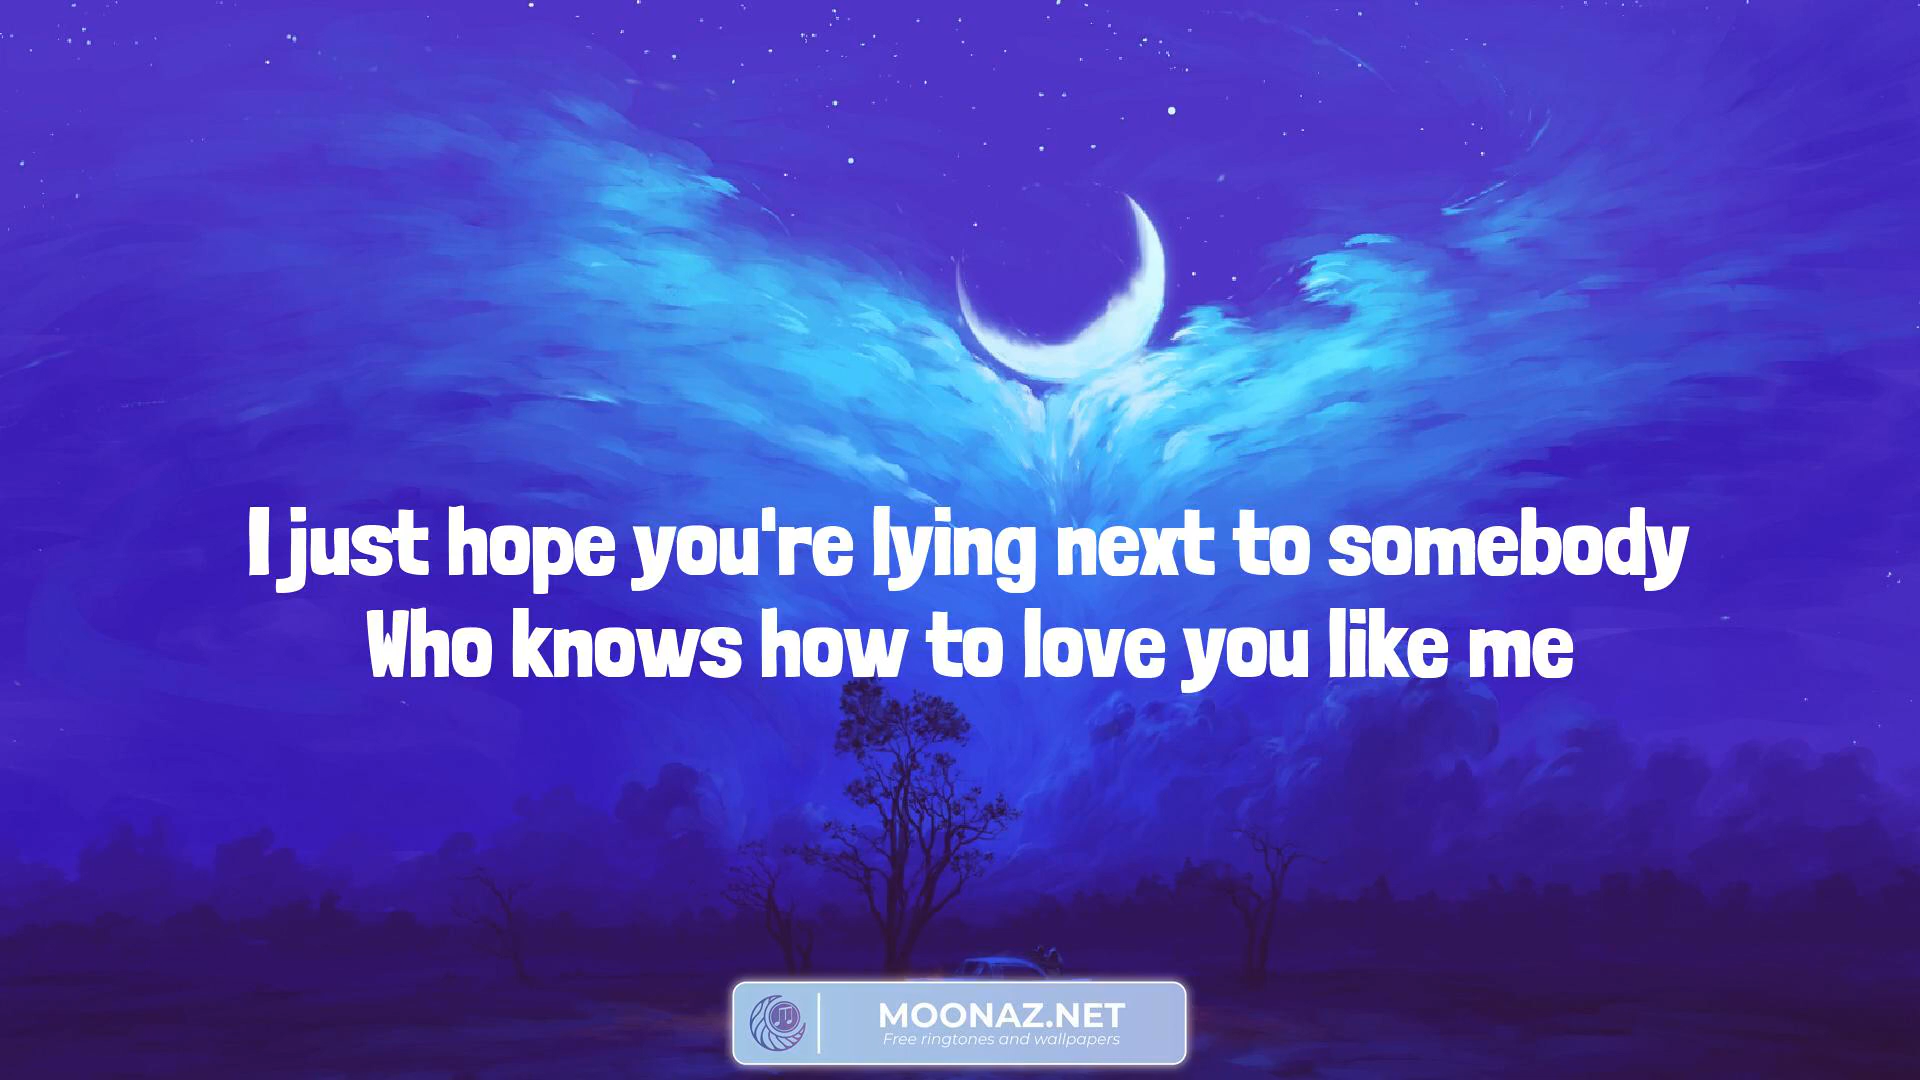 I just hope you're lying next to somebody
Who knows how to love you like me
MOONAZ.NET
Free ringtones and wallpapers